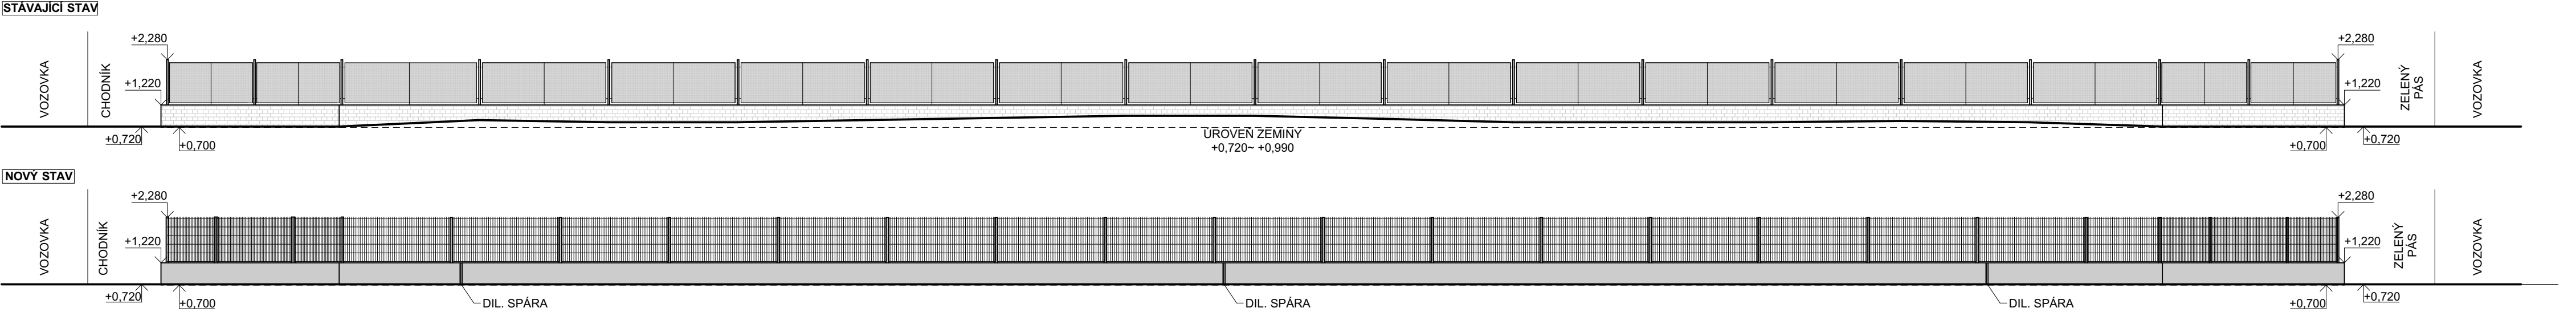 STÁVAJÍCÍ STAV
VOZOVKA
CHODNÍK
+2,280
+1,220
+0,720
+0,700
ÚROVEŇ ZEMINY
+0,720~ +0,990
+2,280
+1,220
+0,700
+0,720
ZELENÝ
PÁS
VOZOVKA
NOVÝ STAV
VOZOVKA
CHODNÍK
+2,280
+1,220
+0,720
+0,700
DIL. SPÁRA
DIL. SPÁRA
DIL. SPÁRA
+2,280
+1,220
+0,700
+0,720
ZELENÝ
PÁS
VOZOVKA